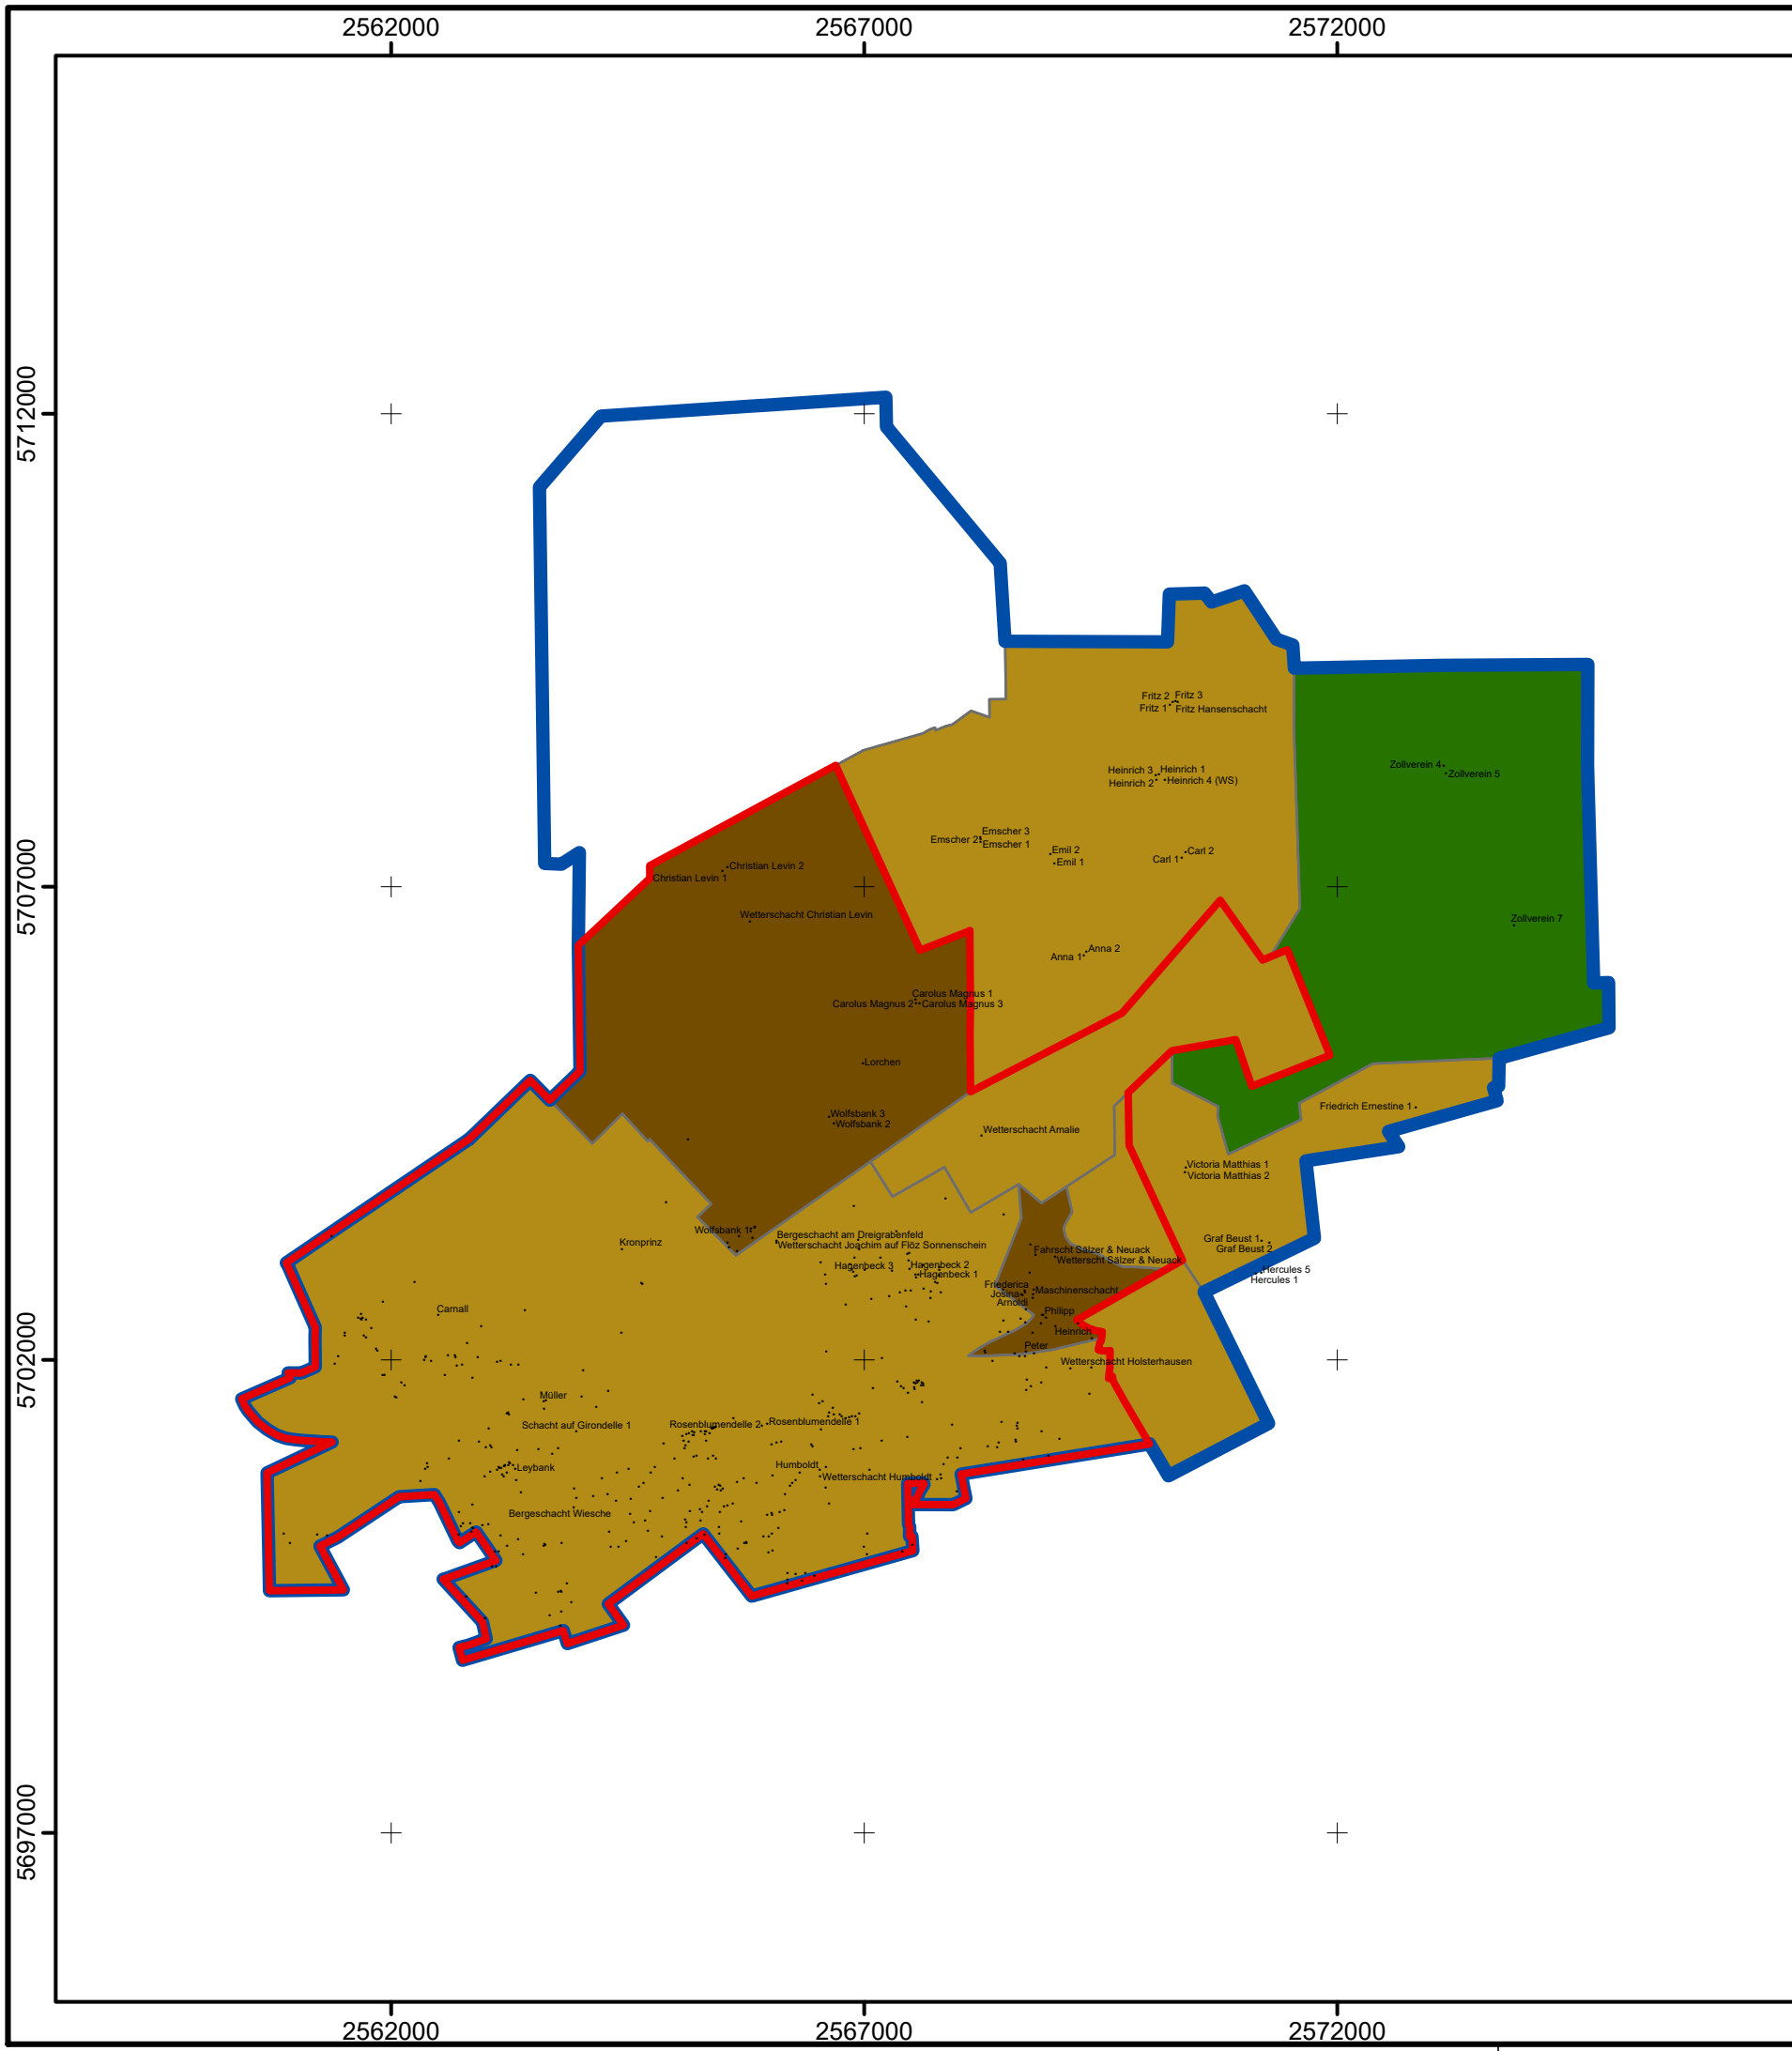 2562000 2567000 2572000
5712000
5707000
5702000
5697000
Fritz 2 Fritz 3
Fritz 1 Fritz Hansenschacht
Heinrich 3 Heinrich 1
Heinrich 2 Heinrich 4 (WS)
Zollverein 4
Zollverein 5
Emscher 3
Emscher 2
Emscher 1
Emil 2
Emil 1
Carl 2
Carl 1
Christian Levin 2
Christian Levin 1
Wetterschacht Christian Levin
Zollverein 7
Anna 2
Anna 1
Carolus Magnus 1
Carolus Magnus 2 Carolus Magnus 3
Lorchen
Friedrich Ernestine 1
Wolfsbank 3
Wolfsbank 2
Wetterschacht Amalie
Victoria Matthias 1
Victoria Matthias 2
Wolfsbank 1
Kronprinz
Bergeschacht am Dreigrabenfeld
Wetterschacht Joachim auf Flöz Sonnenschein
Graf Beust 1
Graf Beust 2
Fahrscht Sälzer & Neuack
Wetterscht Sälzer & Neuack
Hagenbeck 3 Hagenbeck 2
Hagenbeck 1
Hercules 5
Hercules 1
Friederica
Josina
Maschinenschacht
Arnoldi
Carnall
Philipp
Heinrich
Peter
Wetterschacht Holsterhausen
Müller
Schacht auf Girondelle 1
Rosenblumendelle 2 Rosenblumendelle 1
Leybank
Humboldt
Wetterschacht Humboldt
Bergeschacht Wiesche
2562000 2567000 2572000